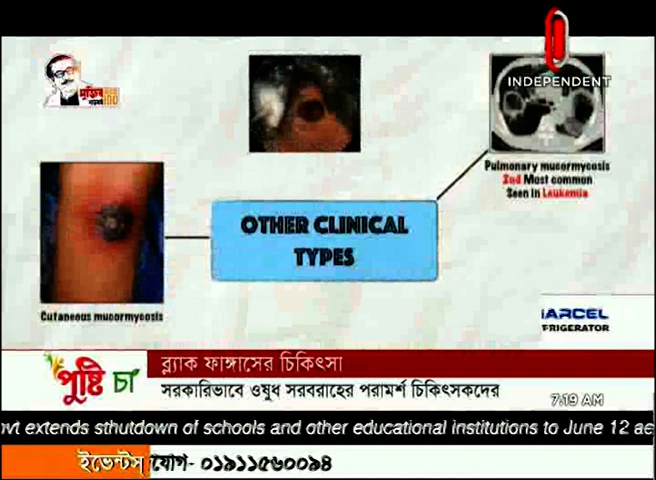 INDEPENDENT
Pulmonary mucormycosis
2nd Most common
Seen in Leukemia
OTHER CLINICAL
TYPES
Cutaneous mucormycosis
MARCEL
FRIGERATOR
পুষ্টি চা
ব্ল্যাক ফাঙ্গাসের চিকিৎসা
সরকারিভাবে ওষুধ সরবরাহের পরামর্শ চিকিৎসকদের
7:19 AM
ovt extends sthutdown of schools and other educational institutions to June 12 ae
ইভেন্টস্ যোগ- ০১৯১১৫৬০০৯৪